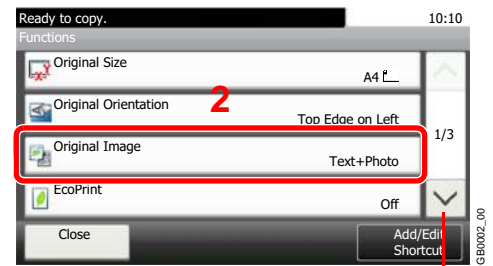 Ready to copy. 10:10
Functions
Original Size
A4
Original Orientation
2
Top Edge on Left
1/3
Original Image
Text+Photo
EcoPrint
Off
Close
Add/Edit
Shortcut
GB0002_00